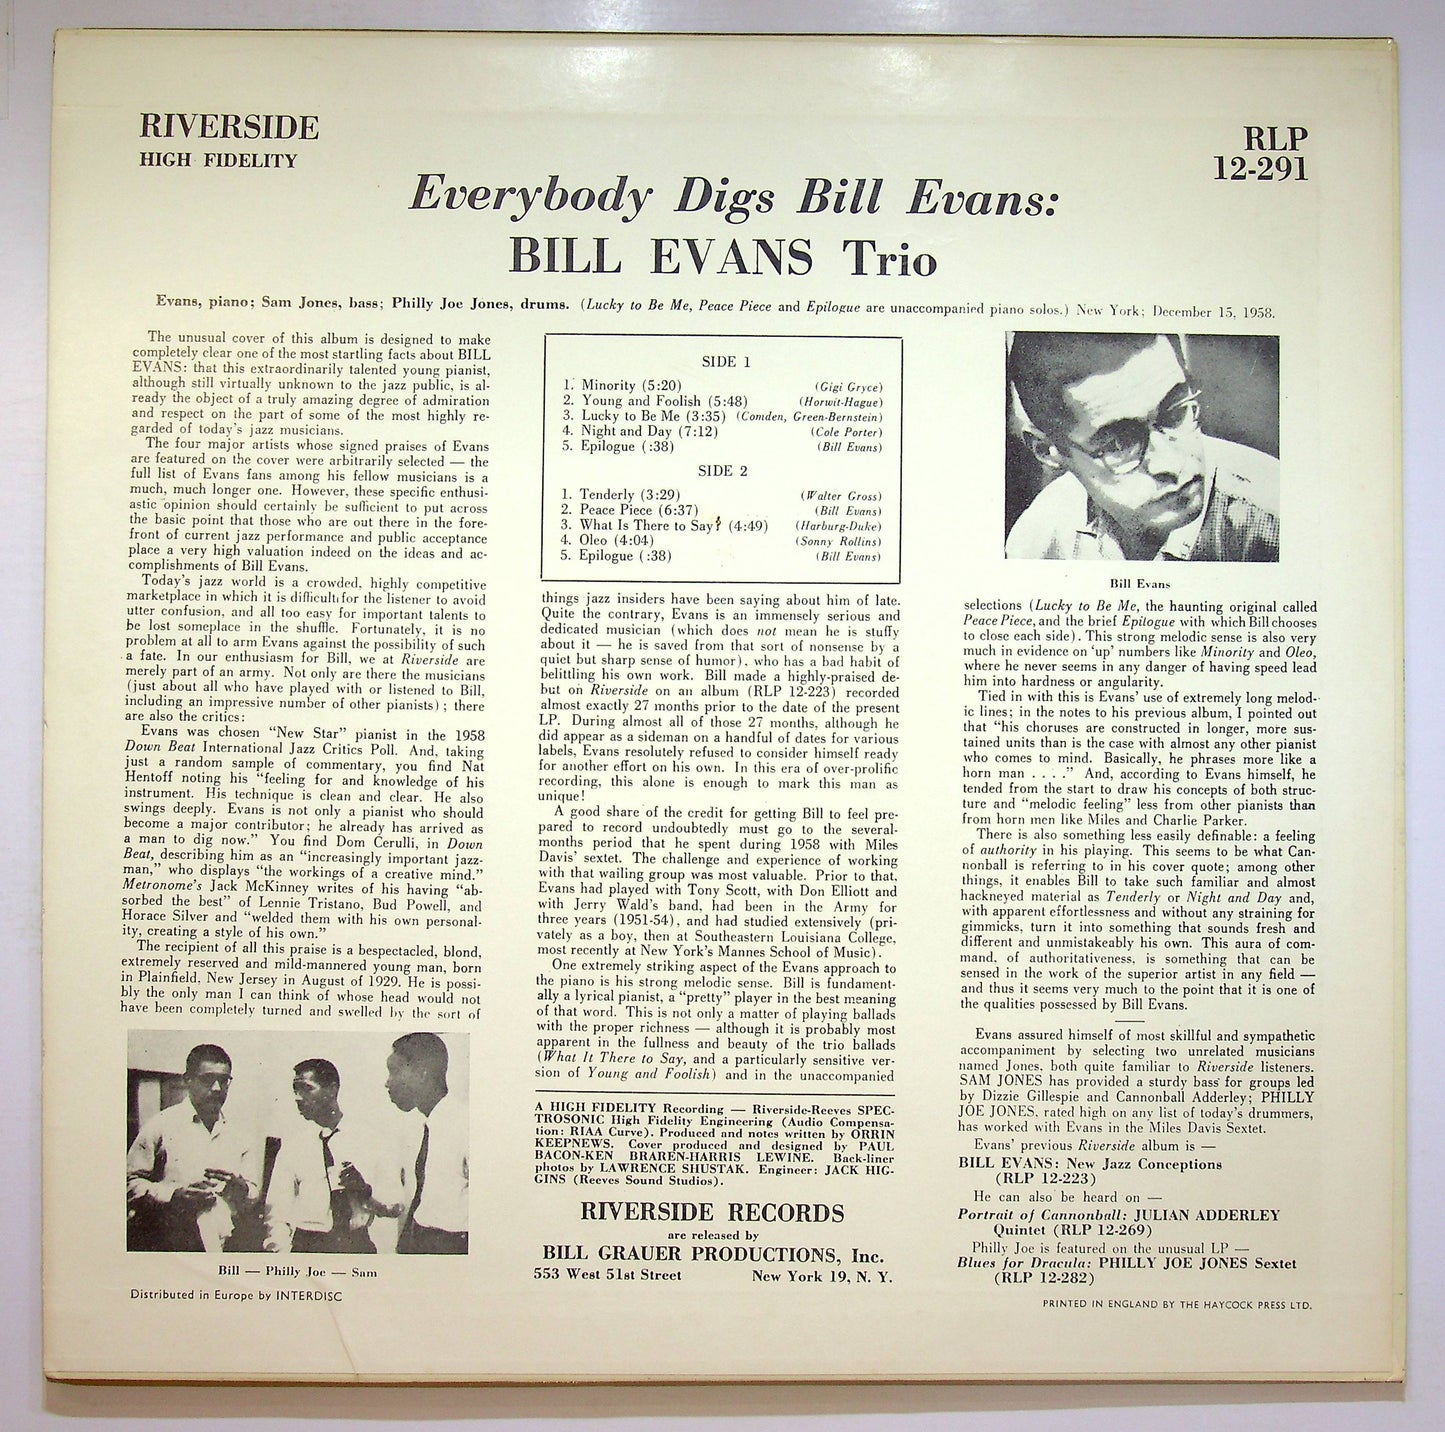 RIVERSIDE
HIGH FIDELITY
RLP
12-291
Everybody Digs Bill Evans:
BILL EVANS Trio
Evans, piano; Sam Jones, bass; Philly Joe Jones, drums. (Lucky to Be Me, Peace Piece and Epilogue are unaccompanied piano solos.) New York; December 15, 1958.
The unusual cover of this album is designed to make
completely clear one of the most startling facts about BILL
EVANS: that this extraordinarily talented young pianist,
although still virtually unknown to the jazz public, is al-
ready the object of a truly amazing degree of admiration
and respect on the part of some of the most highly re-
garded of today's jazz musicians.
The four major artists whose signed praises of Evans
are featured on the cover were arbitrarily selected — the
full list of Evans fans among his fellow musicians is a
much, much longer one. However, these specific enthusi-
astic opinion should certainly be sufficient to put across
the basic point that those who are out there in the fore-
front of current jazz performance and public acceptance
place a very high valuation indeed on the ideas and ac-
complishments of Bill Evans.
Today's jazz world is a crowded, highly competitive
marketplace in which it is difficult for the listener to avoid
utter confusion, and all too easy for important talents to
be lost someplace in the shuffle. Fortunately, it is no
problem at all to arm Evans against the possibility of such
a fate. In our enthusiasm for Bill, we at Riverside are
merely part of an army. Not only are there the musicians
(just about all who have played with or listened to Bill,
including an impressive number of other pianists); there
are also the critics:
Evans was chosen "New Star" pianist in the 1958
Down Beat International Jazz Critics Poll. And, taking
just a random sample of commentary, you find Nat
Hentoff noting his "feeling for and knowledge of his
instrument. His technique is clean and clear. He also
swings deeply. Evans is not only a pianist who should
become a major contributor; he already has arrived as
a man to dig now." You find Dom Cerulli, in Down
Beat, describing him as an "increasingly important jazz-
man," who displays "the workings of a creative mind."
Metronome's Jack McKinney writes of his having "ab-
sorbed the best" of Lennie Tristano, Bud Powell, and
Horace Silver and "welded them with his own personal-
ity, creating a style of his own."
The recipient of all this praise is a bespectacled, blond,
extremely reserved and mild-mannered young man, born
in Plainfield, New Jersey in August of 1929. He is possi-
bly the only man I can think of whose head would not
have been completely turned and swelled by the sort of
Bill — Philly Joe — Sam
Distributed in Europe by INTERDISC
SIDE 1
1. Minority (5:20) (Gigi Gryce)
2. Young and Foolish (5:48) (Horwit-Hague)
3. Lucky to Be Me (3:35) (Comden, Green-Bernstein)
4. Night and Day (7:12) (Cole Porter)
5. Epilogue (:38) (Bill Evans)
SIDE 2
1. Tenderly (3:29) (Walter Gross)
2. Peace Piece (6:37) (Bill Evans)
3. What Is There to Say? (4:49) (Harburg-Duke)
4. Oleo (4:04) (Sonny Rollins)
5. Epilogue (:38) (Bill Evans)
things jazz insiders have been saying about him of late.
Quite the contrary, Evans is an immensely serious and
dedicated musician (which does not mean he is stuffy
about it — he is saved from that sort of nonsense by a
quiet but sharp sense of humor), who has a bad habit of
belittling his own work. Bill made a highly-praised de-
but on Riverside on an album (RLP 12-223) recorded
almost exactly 27 months prior to the date of the present
LP. During almost all of those 27 months, although he
did appear as a sideman on a handful of dates for various
labels, Evans resolutely refused to consider himself ready
for another effort on his own. In this era of over-prolific
recording, this alone is enough to mark this man as
unique!
A good share of the credit for getting Bill to feel pre-
pared to record undoubtedly must go to the several-
months period that he spent during 1958 with Miles
Davis' sextet. The challenge and experience of working
with that wailing group was most valuable. Prior to that,
Evans had played with Tony Scott, with Don Elliott and
with Jerry Wald's band, had been in the Army for
three years (1951-54), and had studied extensively (pri-
vately as a boy, then at Southeastern Louisiana College,
most recently at New York's Mannes School of Music).
One extremely striking aspect of the Evans approach to
the piano is his strong melodic sense. Bill is fundament-
ally a lyrical pianist, a "pretty" player in the best meaning
of that word. This is not only a matter of playing ballads
with the proper richness — although it is probably most
apparent in the fullness and beauty of the trio ballads
(What It There to Say, and a particularly sensitive ver-
sion of Young and Foolish) and in the unaccompanied
A HIGH FIDELITY Recording — Riverside-Reeves SPEC-
TROSONIC High Fidelity Engineering (Audio Compensa-
tion: RIAA Curve). Produced and notes written by ORRIN
KEEPNEWS. Cover produced and designed by PAUL
BACON-KEN BRAREN-HARRIS LEWINE. Back-liner
photos by LAWRENCE SHUSTAK. Engineer: JACK HIG-
GINS (Reeves Sound Studios).
RIVERSIDE RECORDS
are released by
BILL GRAUER PRODUCTIONS, Inc.
553 West 51st Street New York 19, N. Y.
Bill Evans
selections (Lucky to Be Me, the haunting original called
Peace Piece, and the brief Epilogue with which Bill chooses
to close each side). This strong melodic sense is also very
much in evidence on 'up' numbers like Minority and Oleo,
where he never seems in any danger of having speed lead
him into hardness or angularity.
Tied in with this is Evans' use of extremely long melod-
ic lines; in the notes to his previous album, I pointed out
that "his choruses are constructed in longer, more sus-
tained units than is the case with almost any other pianist
who comes to mind. Basically, he phrases more like a
horn man . . . ." And, according to Evans himself, he
tended from the start to draw his concepts of both struc-
ture and "melodic feeling" less from other pianists than
from horn men like Miles and Charlie Parker.
There is also something less easily definable: a feeling
of authority in his playing. This seems to be what Can-
nonball is referring to in his cover quote; among other
things, it enables Bill to take such familiar and almost
hackneyed material as Tenderly or Night and Day and,
with apparent effortlessness and without any straining for
gimmicks, turn it into something that sounds fresh and
different and unmistakeably his own. This aura of com-
mand, of authoritativeness, is something that can be
sensed in the work of the superior artist in any field —
and thus it seems very much to the point that it is one of
the qualities possessed by Bill Evans.
Evans assured himself of most skillful and sympathetic
accompaniment by selecting two unrelated musicians
named Jones, both quite familiar to Riverside listeners.
SAM JONES has provided a sturdy bass for groups led
by Dizzie Gillespie and Cannonball Adderley; PHILLY
JOE JONES, rated high on any list of today's drummers,
has worked with Evans in the Miles Davis Sextet.
Evans' previous Riverside album is —
BILL EVANS: New Jazz Conceptions
(RLP 12-223)
He can also be heard on —
Portrait of Cannonball: JULIAN ADDERLEY
Quintet (RLP 12-269)
Philly Joe is featured on the unusual LP —
Blues for Dracula: PHILLY JOE JONES Sextet
(RLP 12-282)
PRINTED IN ENGLAND BY THE HAYCOCK PRESS LTD.